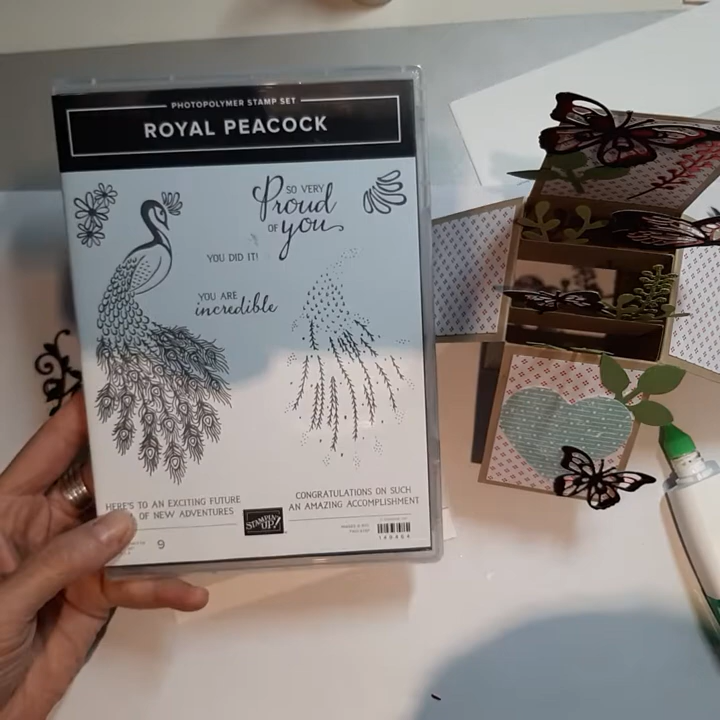 PHOTOPOLYMER STAMP SET
ROYAL PEACOCK
SO VERY
Proud
OF you
YOU DID IT!
YOU ARE
incredible
HERE'S TO AN EXCITING FUTURE
OF NEW ADVENTURES
CONGRATULATIONS ON SUCH
AN AMAZING ACCOMPLISHMENT
STAMPIN' UP!
9